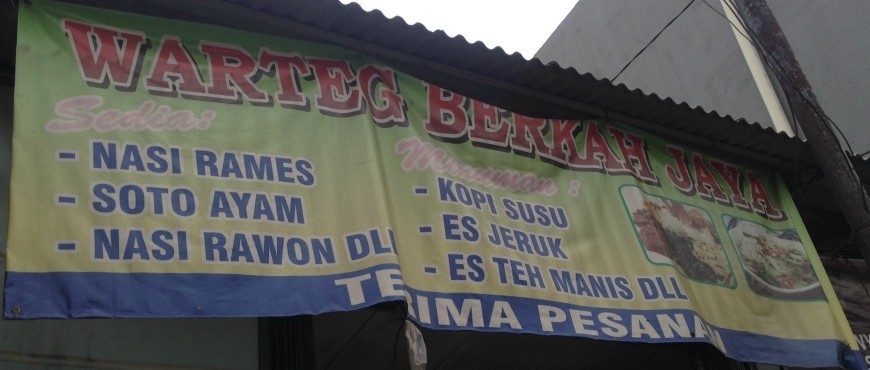 WARTEG BERKAH JAYA
Sedia:
- NASI RAMES
- SOTO AYAM
- NASI RAWON DLL
Minuman :
- KOPI SUSU
- ES JERUK
- ES TEH MANIS DLL
TERIMA PESANAN